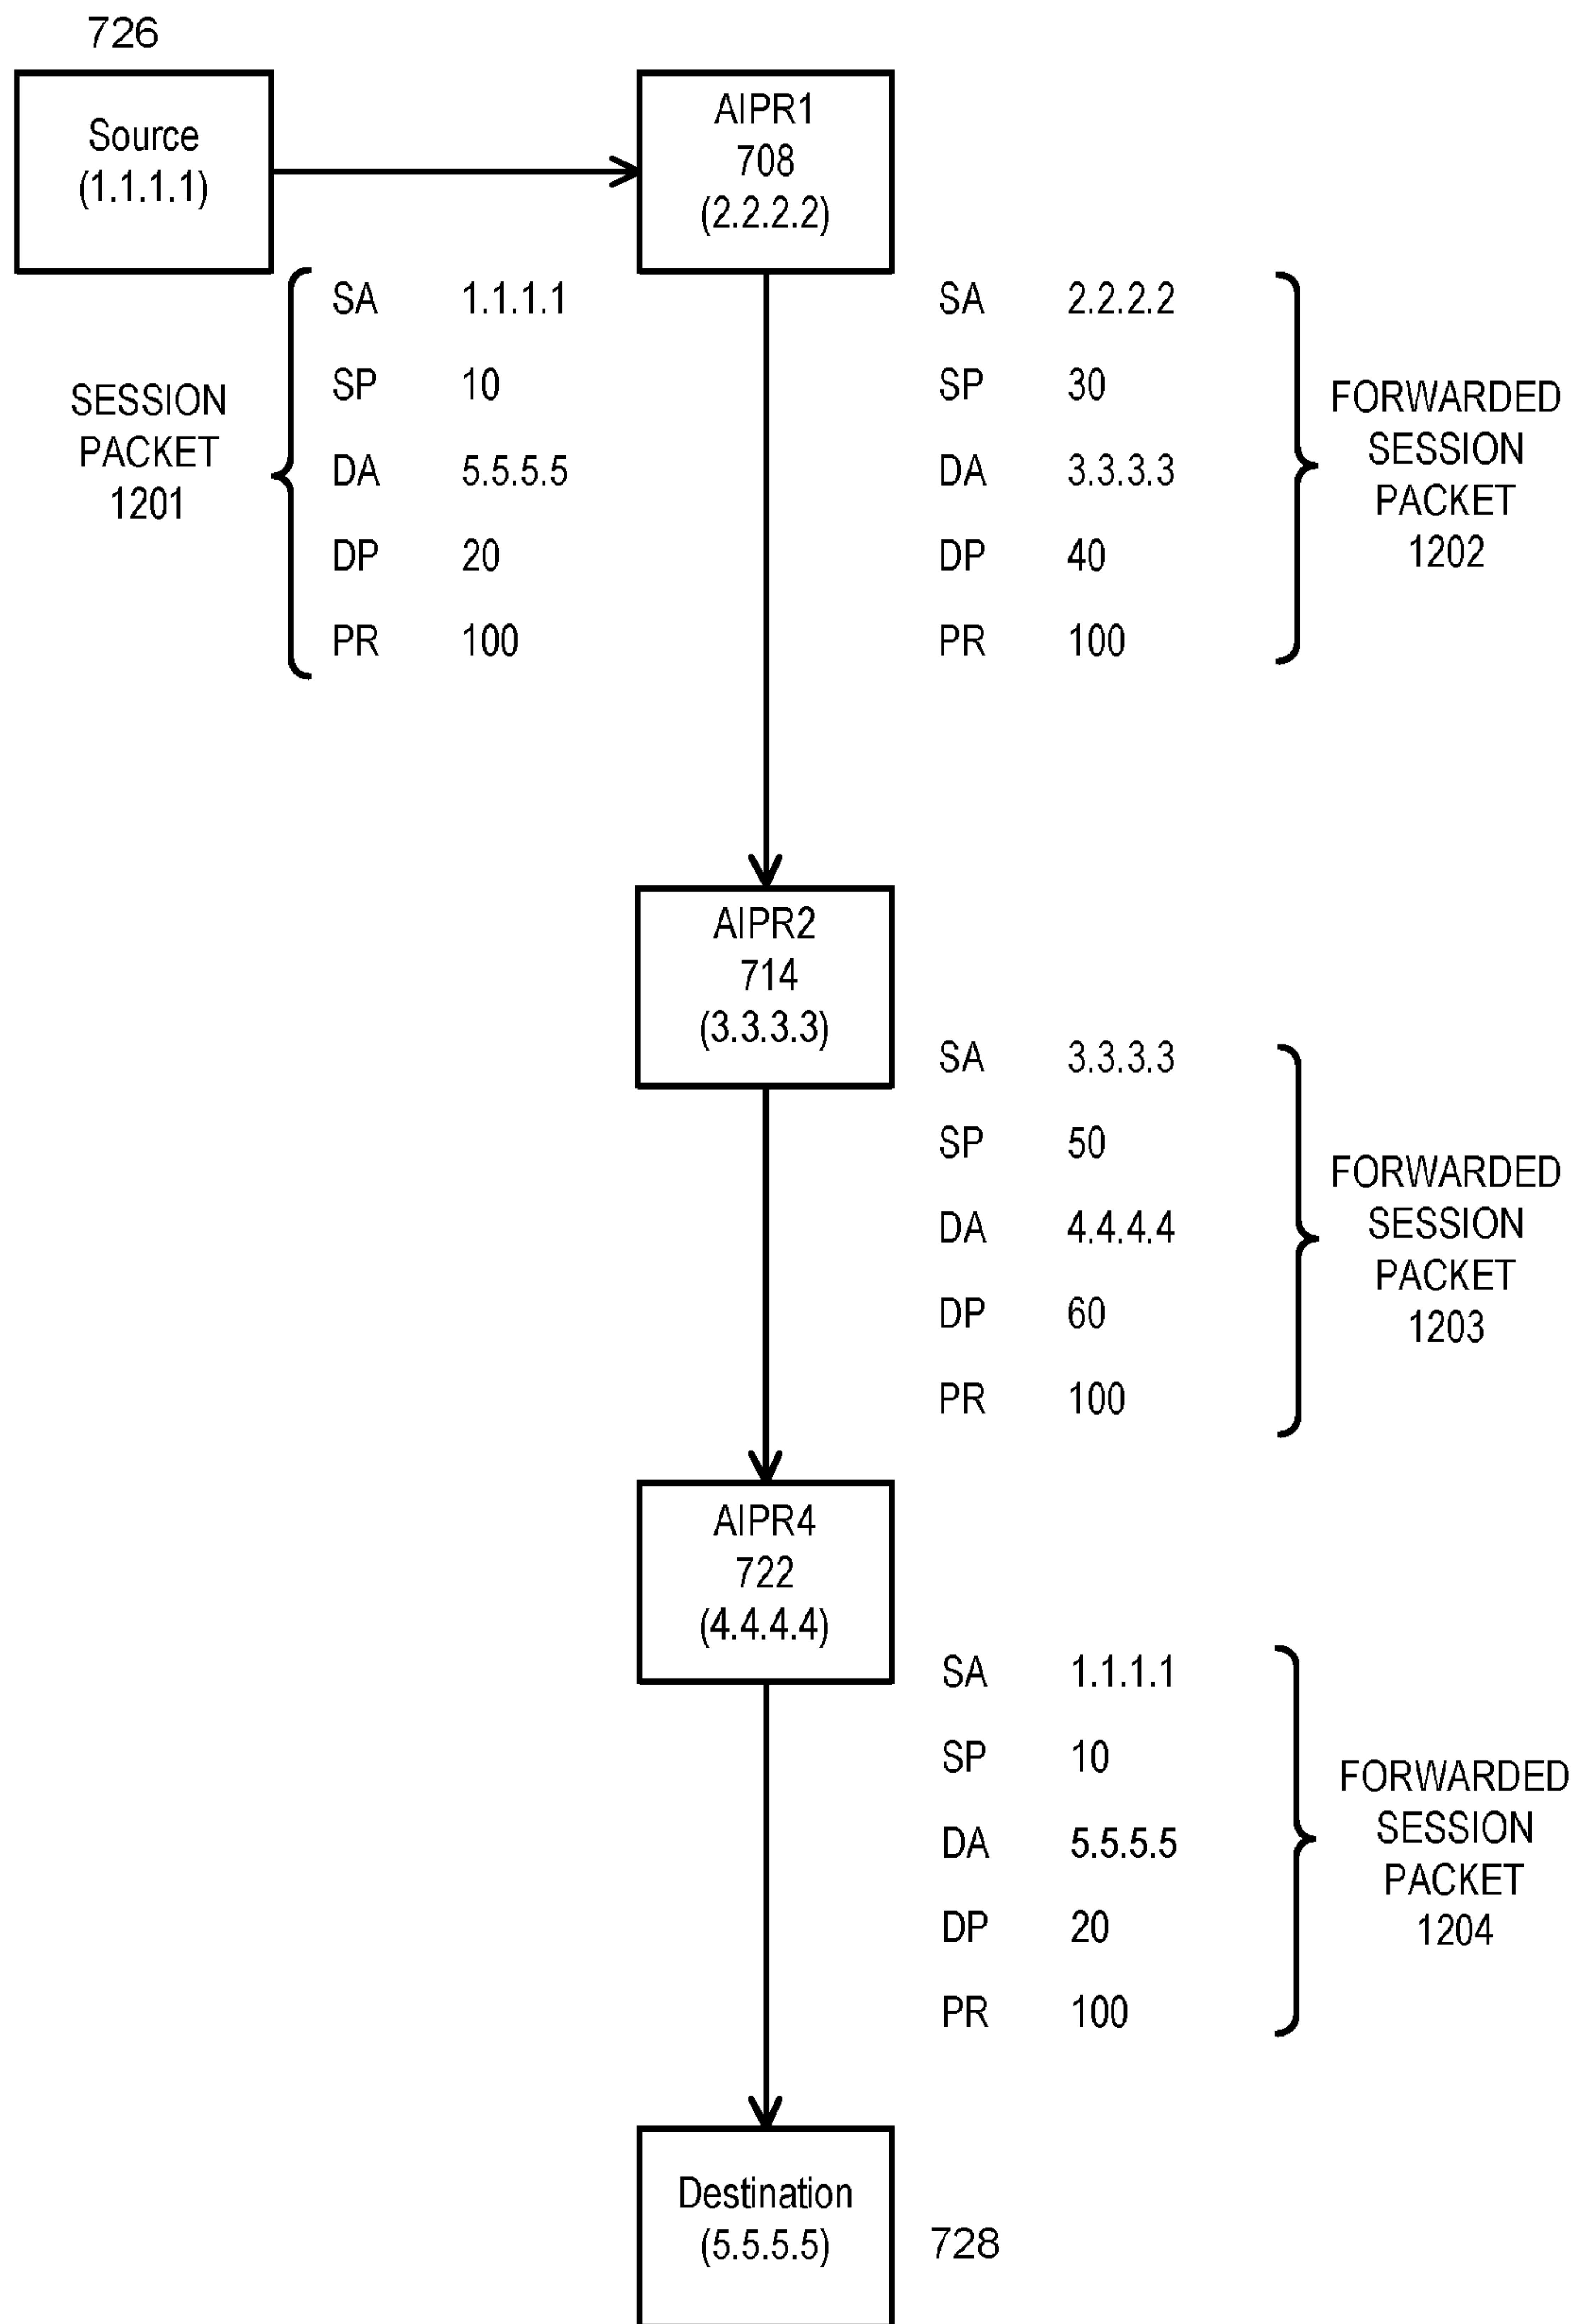 726
Source
(1.1.1.1)
AIPR1
708
(2.2.2.2)
SESSION
PACKET
1201
SA 1.1.1.1
SP 10
DA 5.5.5.5
DP 20
PR 100
SA 2.2.2.2
SP 30
DA 3.3.3.3
DP 40
PR 100
FORWARDED
SESSION
PACKET
1202
AIPR2
714
(3.3.3.3)
SA 3.3.3.3
SP 50
DA 4.4.4.4
DP 60
PR 100
FORWARDED
SESSION
PACKET
1203
AIPR4
722
(4.4.4.4)
SA 1.1.1.1
SP 10
DA 5.5.5.5
DP 20
PR 100
FORWARDED
SESSION
PACKET
1204
Destination
(5.5.5.5)
728